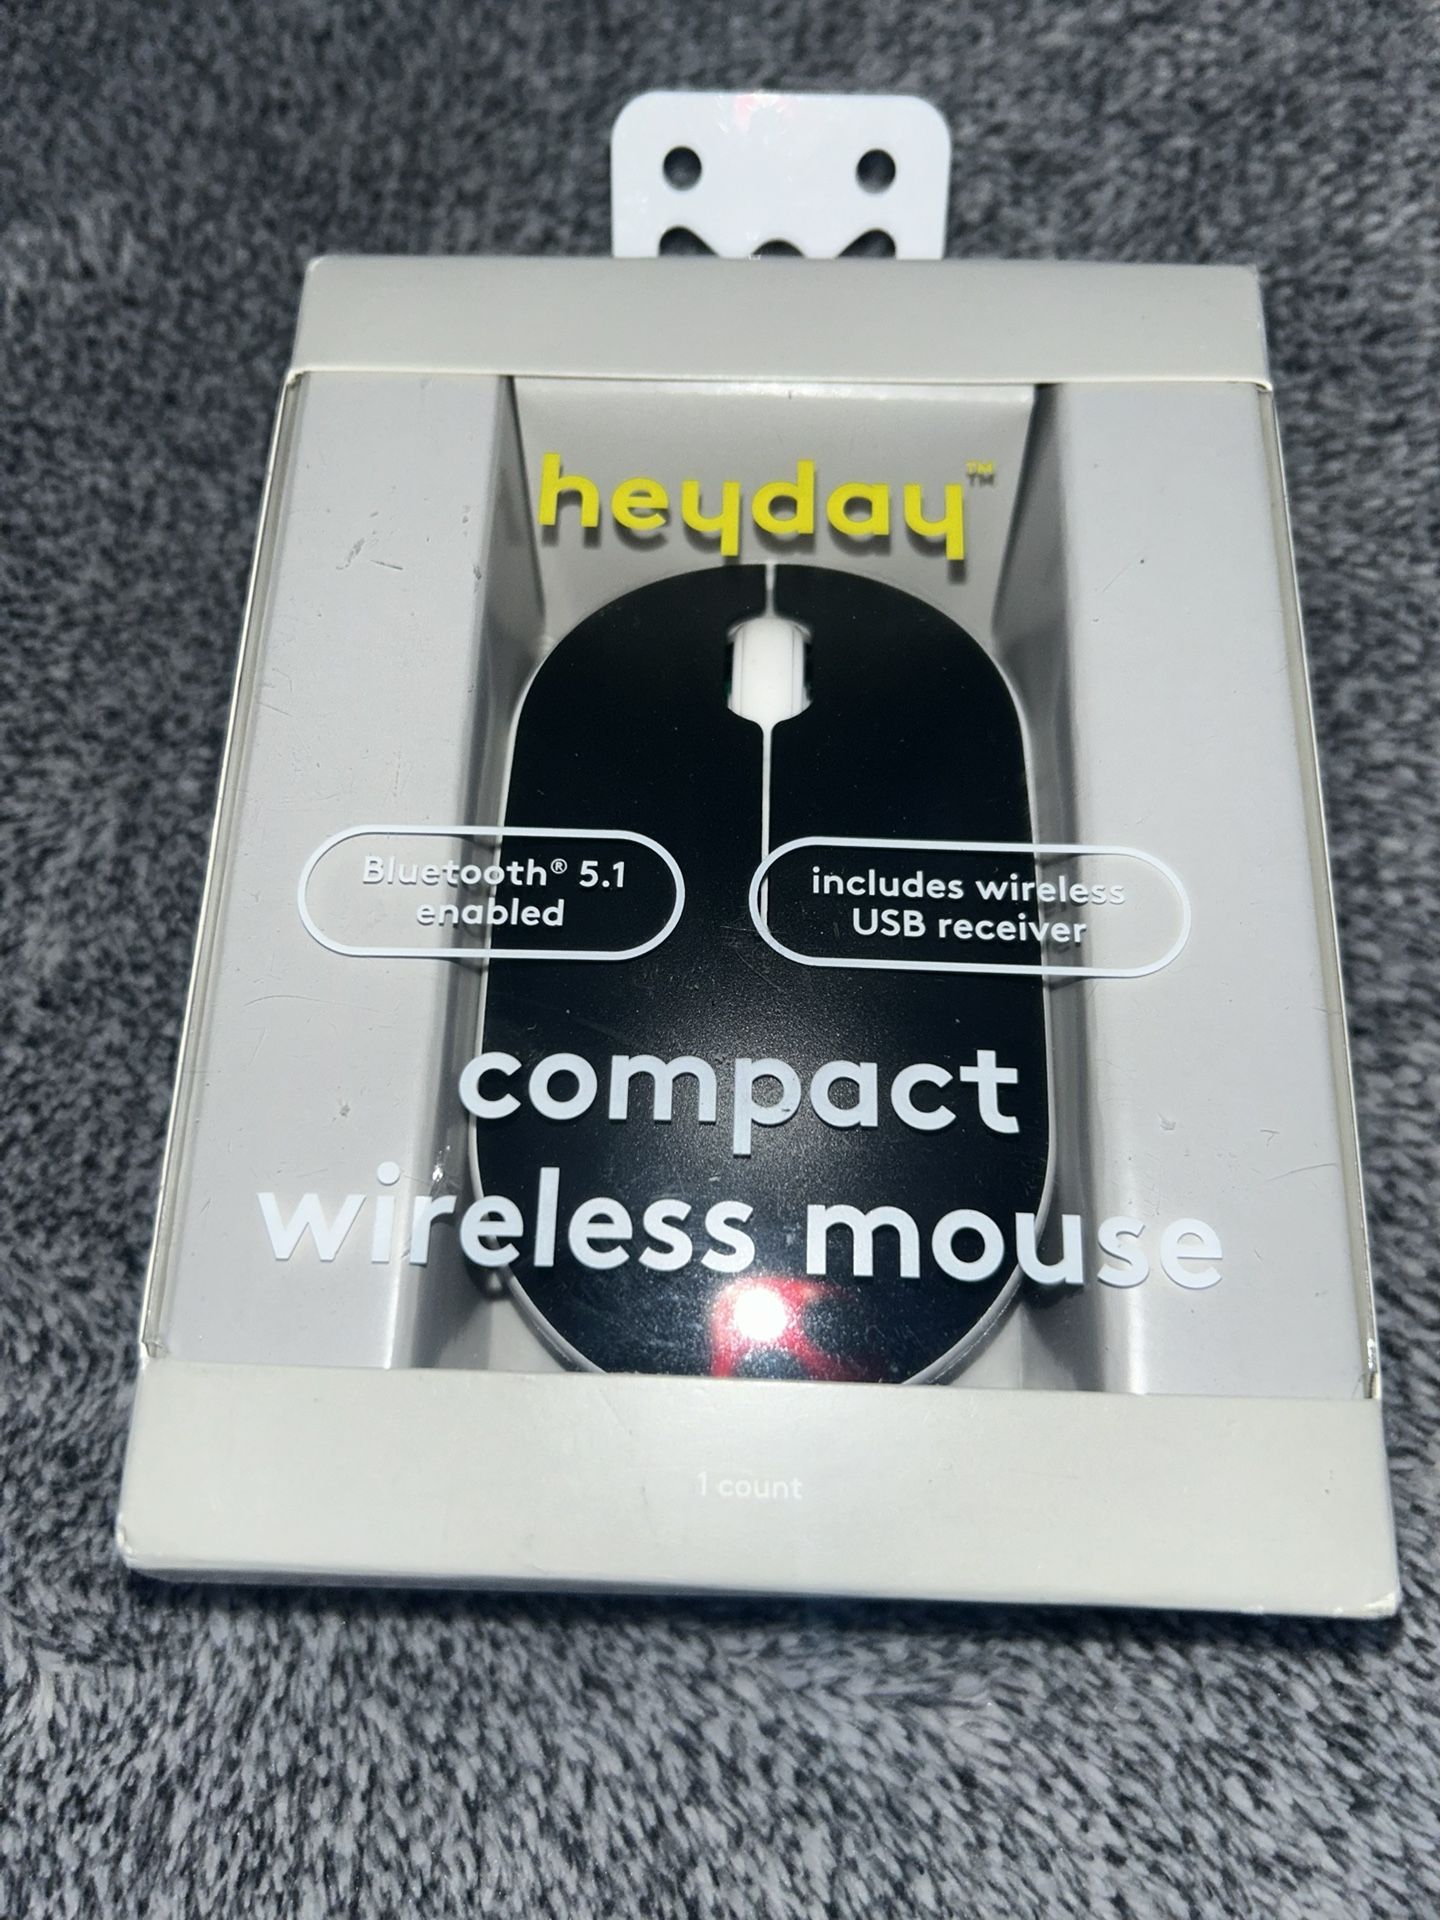 heyday™
Bluetooth® 5.1
enabled
includes wireless
USB receiver
compact
wireless mouse
1 count